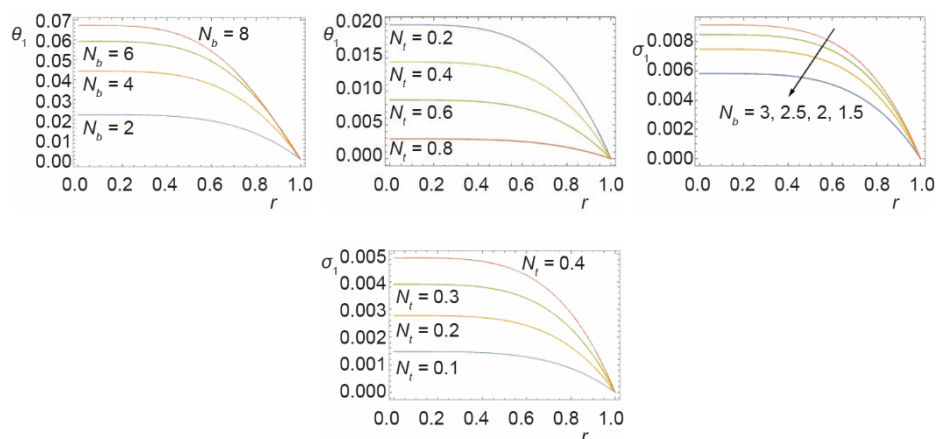 θ1
0.07
0.06
0.05
0.04
0.03
0.02
0.01
0.00
Nb = 8
Nb = 6
Nb = 4
Nb = 2
0.0 0.2 0.4 0.6 0.8 1.0
r
θ1
0.020
0.015
0.010
0.005
0.000
Nt = 0.2
Nt = 0.4
Nt = 0.6
Nt = 0.8
0.0 0.2 0.4 0.6 0.8 1.0
r
σ1
0.008
0.006
0.004
0.002
0.000
Nb = 3, 2.5, 2, 1.5
0.0 0.2 0.4 0.6 0.8 1.0
r
σ1
0.005
0.004
0.003
0.002
0.001
0.000
Nt = 0.4
Nt = 0.3
Nt = 0.2
Nt = 0.1
0.0 0.2 0.4 0.6 0.8 1.0
r